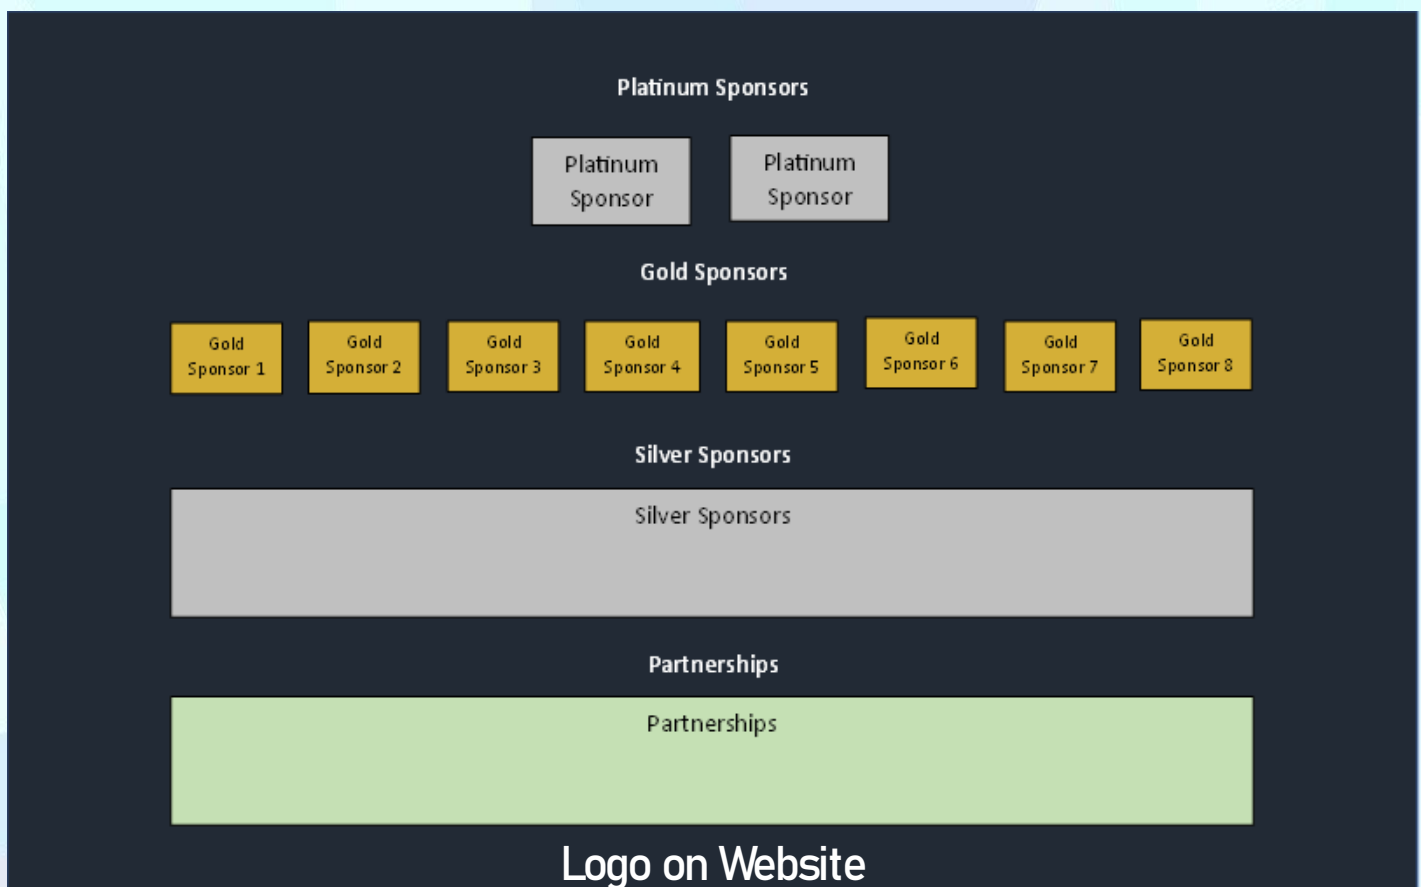 Platinum Sponsors
Platinum
Sponsor
Platinum
Sponsor
Gold Sponsors
Gold
Sponsor 1
Gold
Sponsor 2
Gold
Sponsor 3
Gold
Sponsor 4
Gold
Sponsor 5
Gold
Sponsor 6
Gold
Sponsor 7
Gold
Sponsor 8
Silver Sponsors
Silver Sponsors
Partnerships
Partnerships
Logo on Website